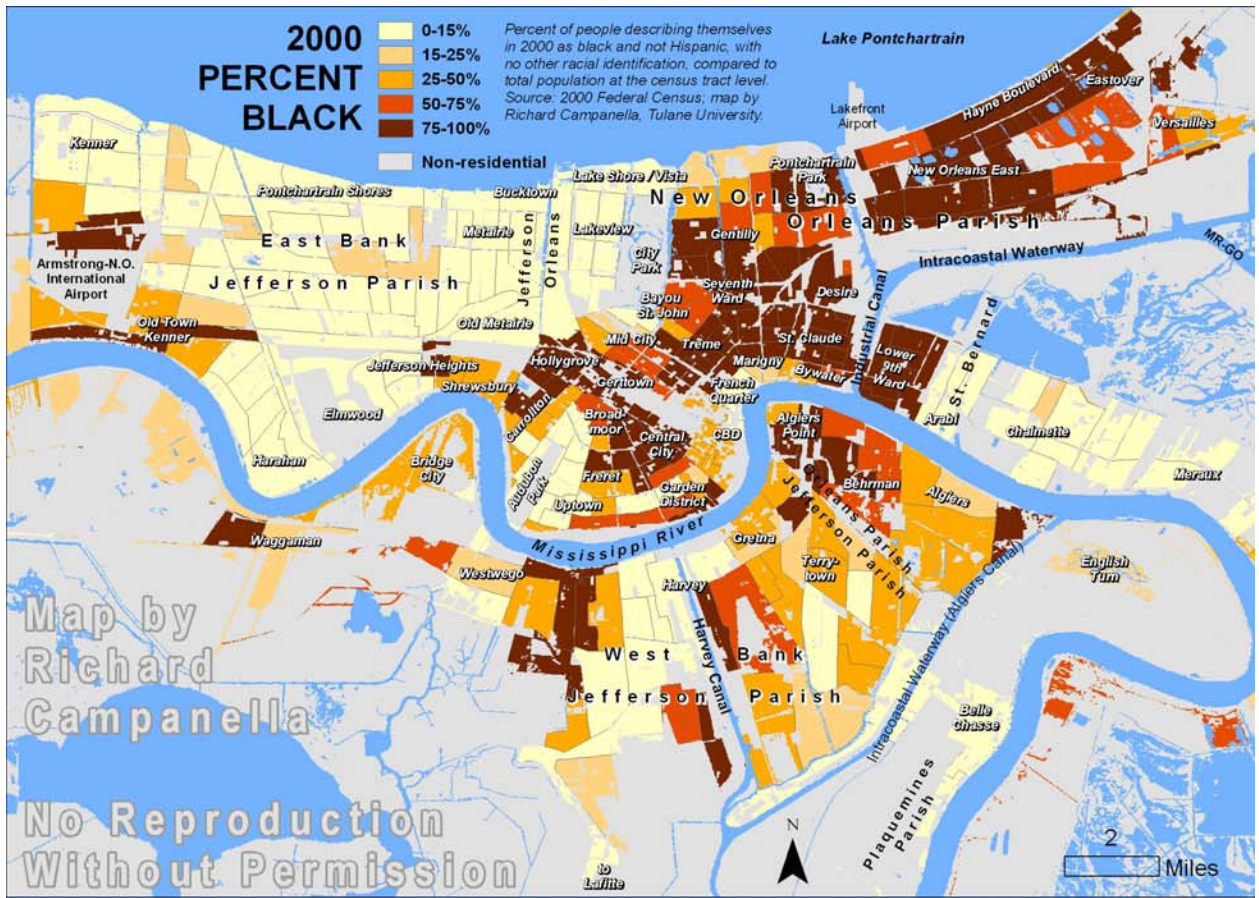 2000
PERCENT
BLACK
0-15%
15-25%
25-50%
50-75%
75-100%
Non-residential
Percent of people describing themselves
in 2000 as black and not Hispanic, with
no other racial identification, compared to
total population at the census tract level.
Source: 2000 Federal Census; map by
Richard Campanella, Tulane University.
Lake Pontchartrain
Eastover
Hayne Boulevard
Lakefront
Airport
Versailles
Kenner
Pontchartrain Shores
Bucktown
Lake Shore / Vista
Pontchartrain
Park
New Orleans East
New Orleans
Orleans Parish
East Bank
Metairie
Jefferson
Orleans
Lakeview
City
Park
Gentilly
Armstrong-N.O.
International
Airport
Jefferson Parish
Intracoastal Waterway
MR-GO
Seventh
Ward
Desire
Bayou
St. John
Old Town
Kenner
Old Metairie
Mid City
Treme
St. Claude
Industrial Canal
St. Bernard
Jefferson Heights
Hollygrove
Marigny
Lower
9th
Ward
Shrewsbury
Gerttown
French
Quarter
Bywater
Elmwood
Carrollton
Broad-
moor
Central
City
CBD
Algiers
Point
Arabi
Chalmette
Harahan
Bridge
City
Audubon
Park
Freret
Garden
District
Behrman
Algiers
Meraux
Uptown
Orleans Parish
Jefferson Parish
Mississippi River
Waggaman
Gretna
Westwego
Harvey
Terry-
town
English
Turn
Map by
Richard
Campanella
West Bank
Jefferson Parish
Harvey Canal
Intracoastal Waterway (Algiers Canal)
Belle
Chasse
Plaquemines
Parish
No Reproduction
Without Permission
to
Lafitte
N
2
Miles